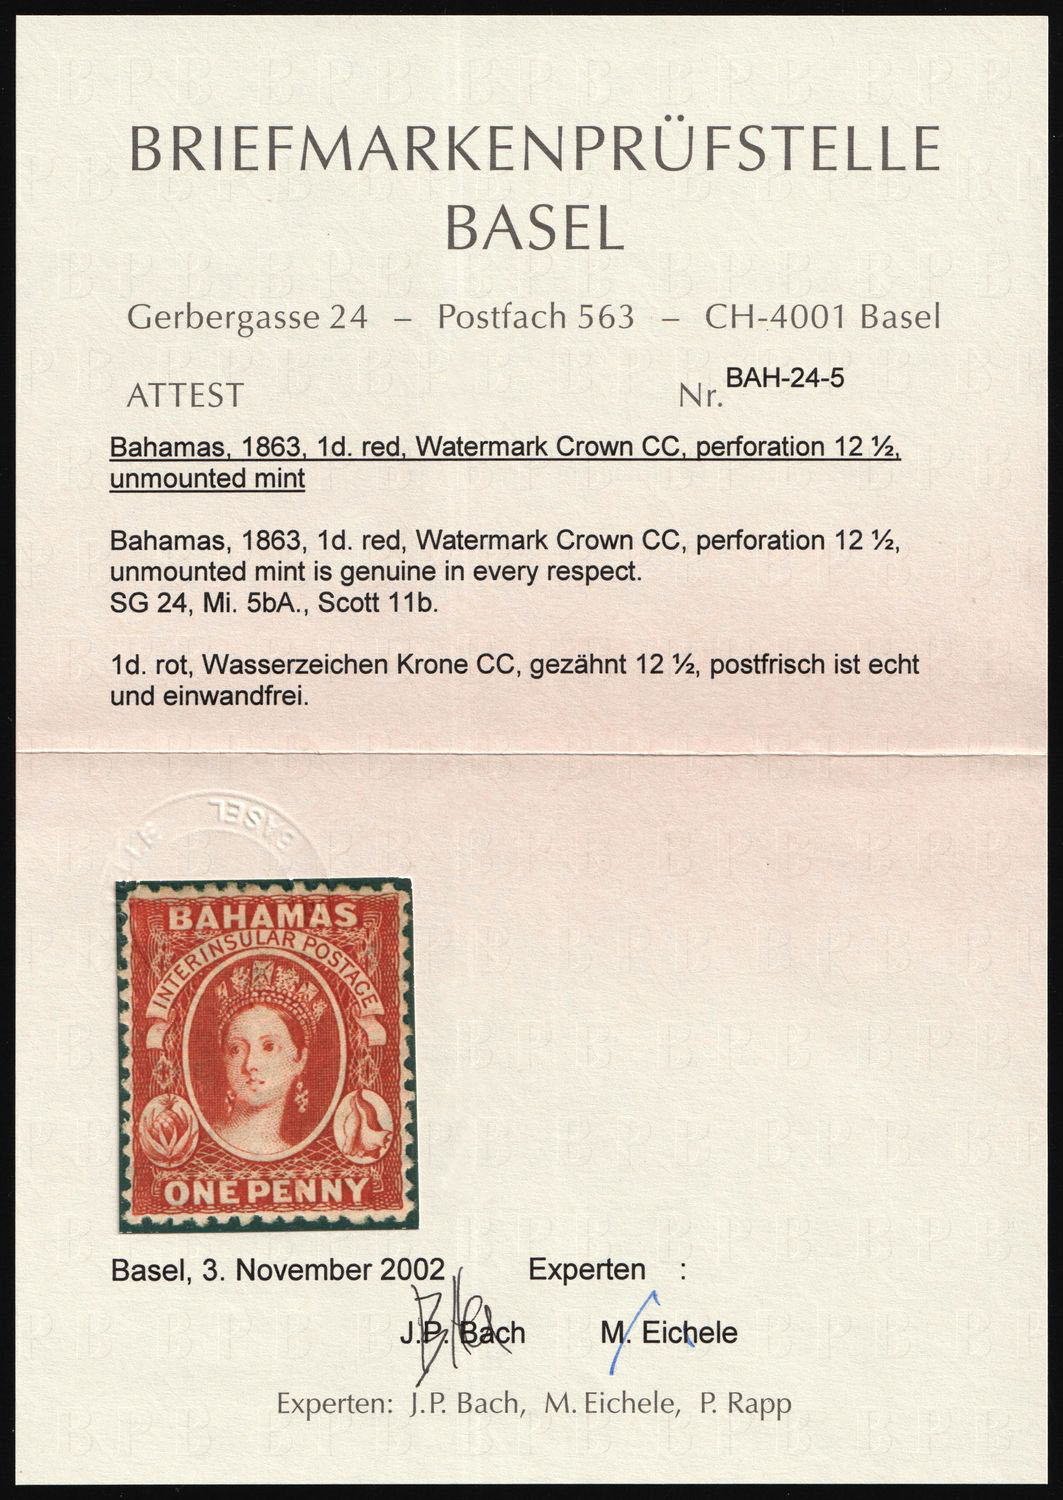 BRIEFMARKENPRÜFSTELLE
BASEL
Gerbergasse 24 – Postfach 563 – CH-4001 Basel
ATTEST Nr. BAH-24-5
Bahamas, 1863, 1d. red, Watermark Crown CC, perforation 12 ½,
unmounted mint
Bahamas, 1863, 1d. red, Watermark Crown CC, perforation 12 ½,
unmounted mint is genuine in every respect.
SG 24, Mi. 5bA., Scott 11b.
1d. rot, Wasserzeichen Krone CC, gezähnt 12 ½, postfrisch ist echt
und einwandfrei.
BASEL
BASEL
BAHAMAS
INTERINSULAR POSTAGE
ONE PENNY
Basel, 3. November 2002 Experten :
J.P. Bach M. Eichele
Experten: J.P. Bach, M. Eichele, P. Rapp